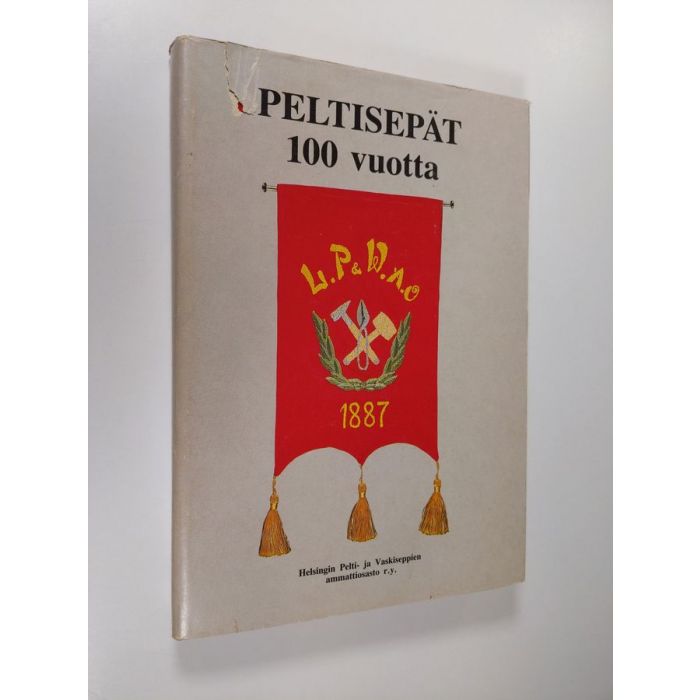 PELTISEPÄT
100 vuotta
L.P.&W.A.O
1887
Helsingin Pelti- ja Vaskiseppien
ammattiosasto r.y.